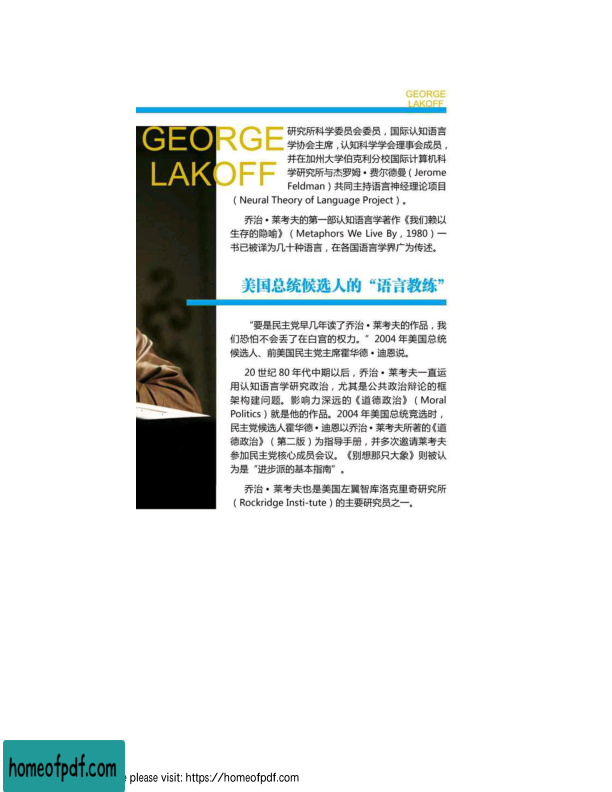 GEORGE
LAKOFF
GEORGE
LAKOFF
研究所科学委员会委员，国际认知语言
学协会主席，认知科学学会理事会成员，
并在加州大学伯克利分校国际计算机科
学研究所与杰罗姆·费尔德曼（Jerome
Feldman）共同主持语言神经理论项目
（Neural Theory of Language Project）。
乔治·莱考夫的第一部认知语言学著作《我们赖以
生存的隐喻》（Metaphors We Live By，1980）一
书已被译为几十种语言，在各国语言学界广为传述。
美国总统候选人的“语言教练”
“要是民主党早几年读了乔治·莱考夫的作品，我
们恐怕不会丢了在白宫的权力。”2004 年美国总统
候选人、前美国民主党主席霍华德·迪恩说。
20 世纪 80 年代中期以后，乔治·莱考夫一直运
用认知语言学研究政治，尤其是公共政治辩论的框
架构建问题。影响力深远的《道德政治》（Moral
Politics）就是他的作品。2004 年美国总统竞选时，
民主党候选人霍华德·迪恩以乔治·莱考夫所著的《道
德政治》（第二版）为指导手册，并多次邀请莱考夫
参加民主党核心成员会议。《别想那只大象》则被认
为是“进步派的基本指南”。
乔治·莱考夫也是美国左翼智库洛克里奇研究所
（Rockridge Insti-tute）的主要研究员之一。
homeofpdf.com
please visit: https://homeofpdf.com